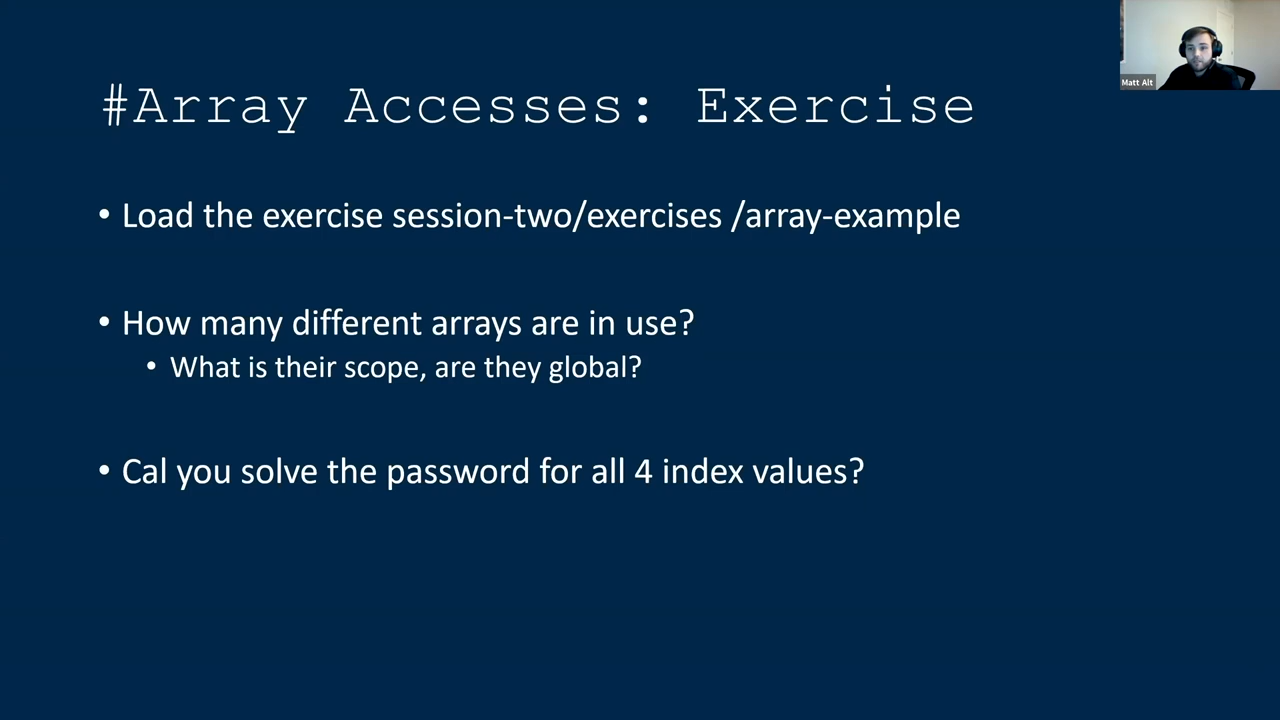 Matt Alt
#Array Accesses: Exercise
• Load the exercise session-two/exercises /array-example
• How many different arrays are in use?
• What is their scope, are they global?
• Cal you solve the password for all 4 index values?